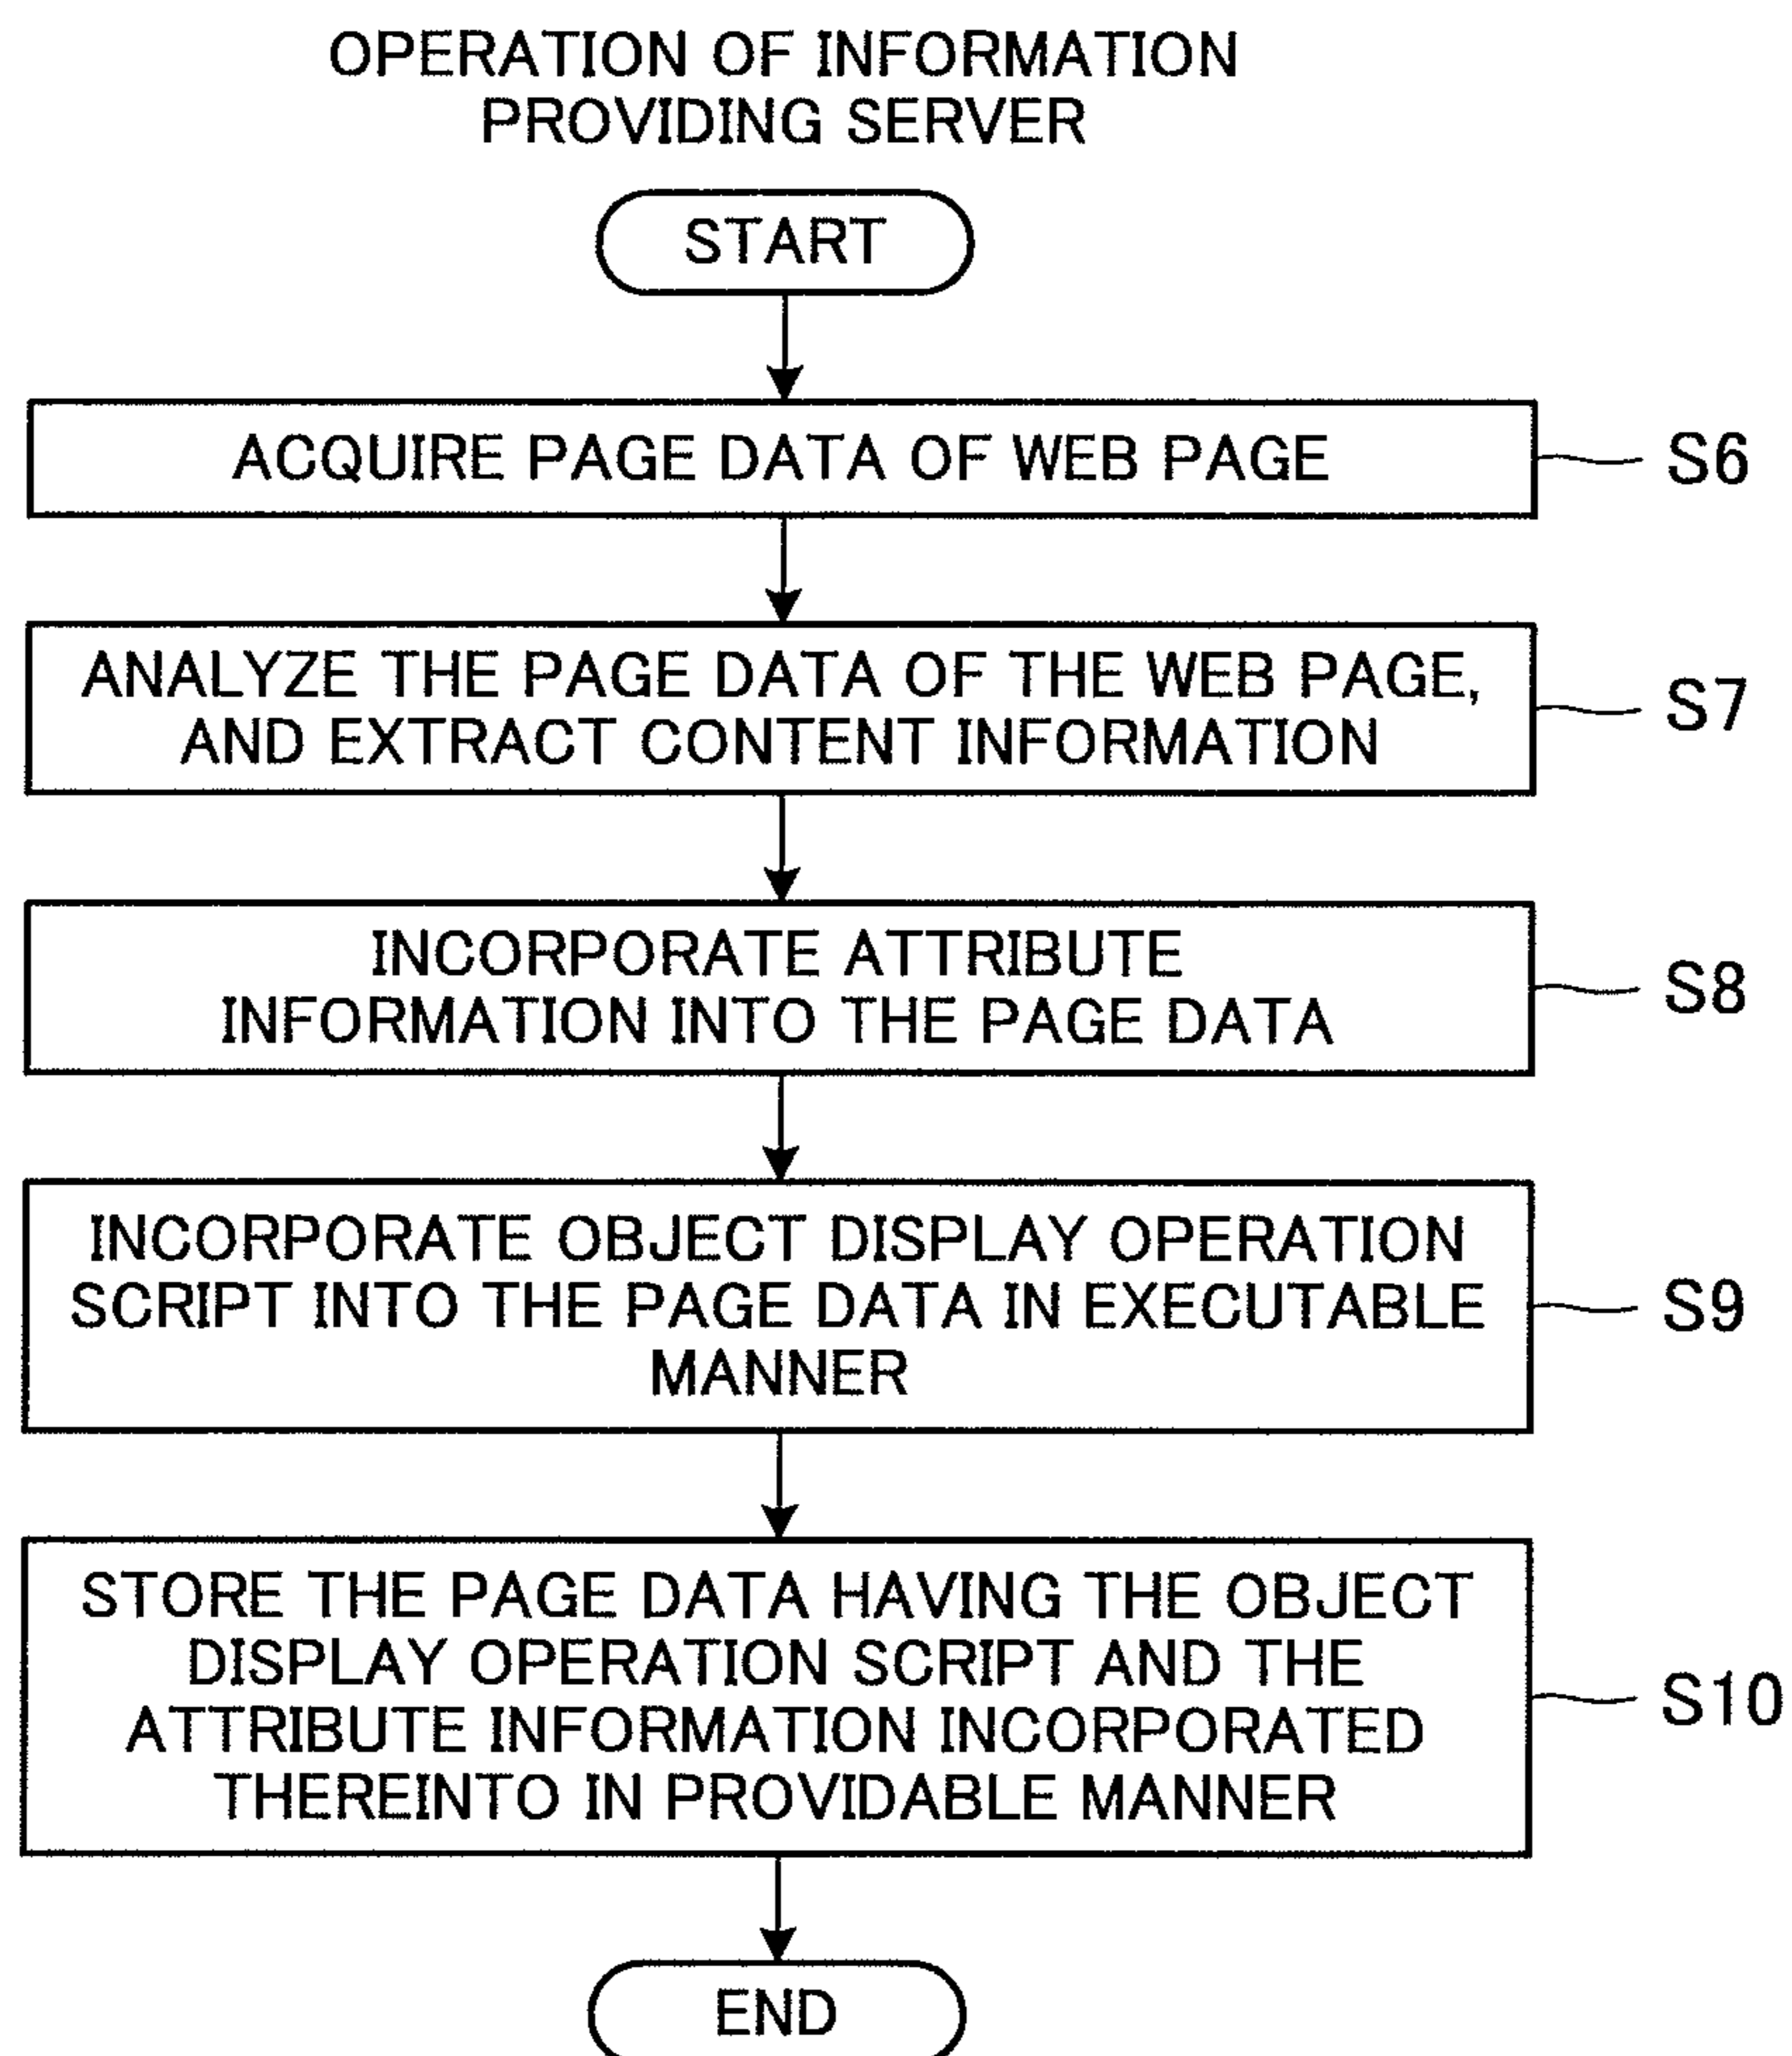 OPERATION OF INFORMATION
PROVIDING SERVER
START
ACQUIRE PAGE DATA OF WEB PAGE
S6
ANALYZE THE PAGE DATA OF THE WEB PAGE,
AND EXTRACT CONTENT INFORMATION
S7
INCORPORATE ATTRIBUTE
INFORMATION INTO THE PAGE DATA
S8
INCORPORATE OBJECT DISPLAY OPERATION
SCRIPT INTO THE PAGE DATA IN EXECUTABLE
MANNER
S9
STORE THE PAGE DATA HAVING THE OBJECT
DISPLAY OPERATION SCRIPT AND THE
ATTRIBUTE INFORMATION INCORPORATED
THEREINTO IN PROVIDABLE MANNER
S10
END